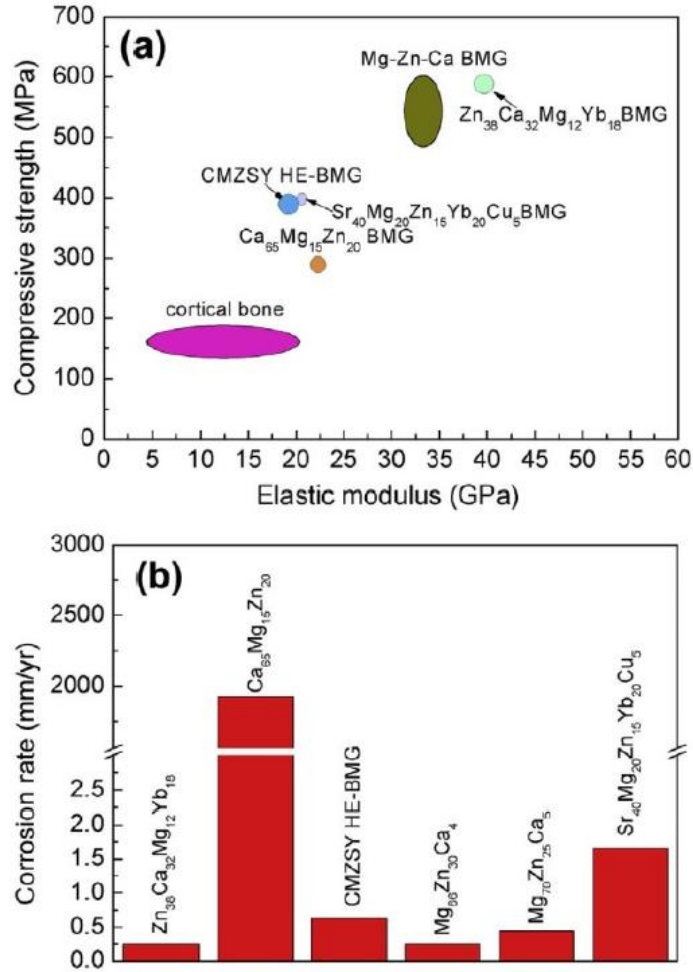 (a)
700
600
500
400
300
200
100
0
Compressive strength (MPa)
Mg-Zn-Ca BMG
Zn₃₈Ca₃₂Mg₁₂Yb₁₈BMG
CMZSY HE-BMG
Sr₄₀Mg₂₀Zn₁₅Yb₂₀Cu₅BMG
Ca₆₅Mg₁₅Zn₂₀ BMG
cortical bone
0 5 10 15 20 25 30 35 40 45 50 55 60
Elastic modulus (GPa)
(b)
3000
2500
2000
2.5
2.0
1.5
1.0
0.5
0.0
Corrosion rate (mm/yr)
Zn₃₈Ca₃₂Mg₁₂Yb₁₈
Ca₆₅Mg₁₅Zn₂₀
CMZSY HE-BMG
Mg₆₆Zn₃₀Ca₄
Mg₇₀Zn₂₅Ca₅
Sr₄₀Mg₂₀Zn₁₅Yb₂₀Cu₅